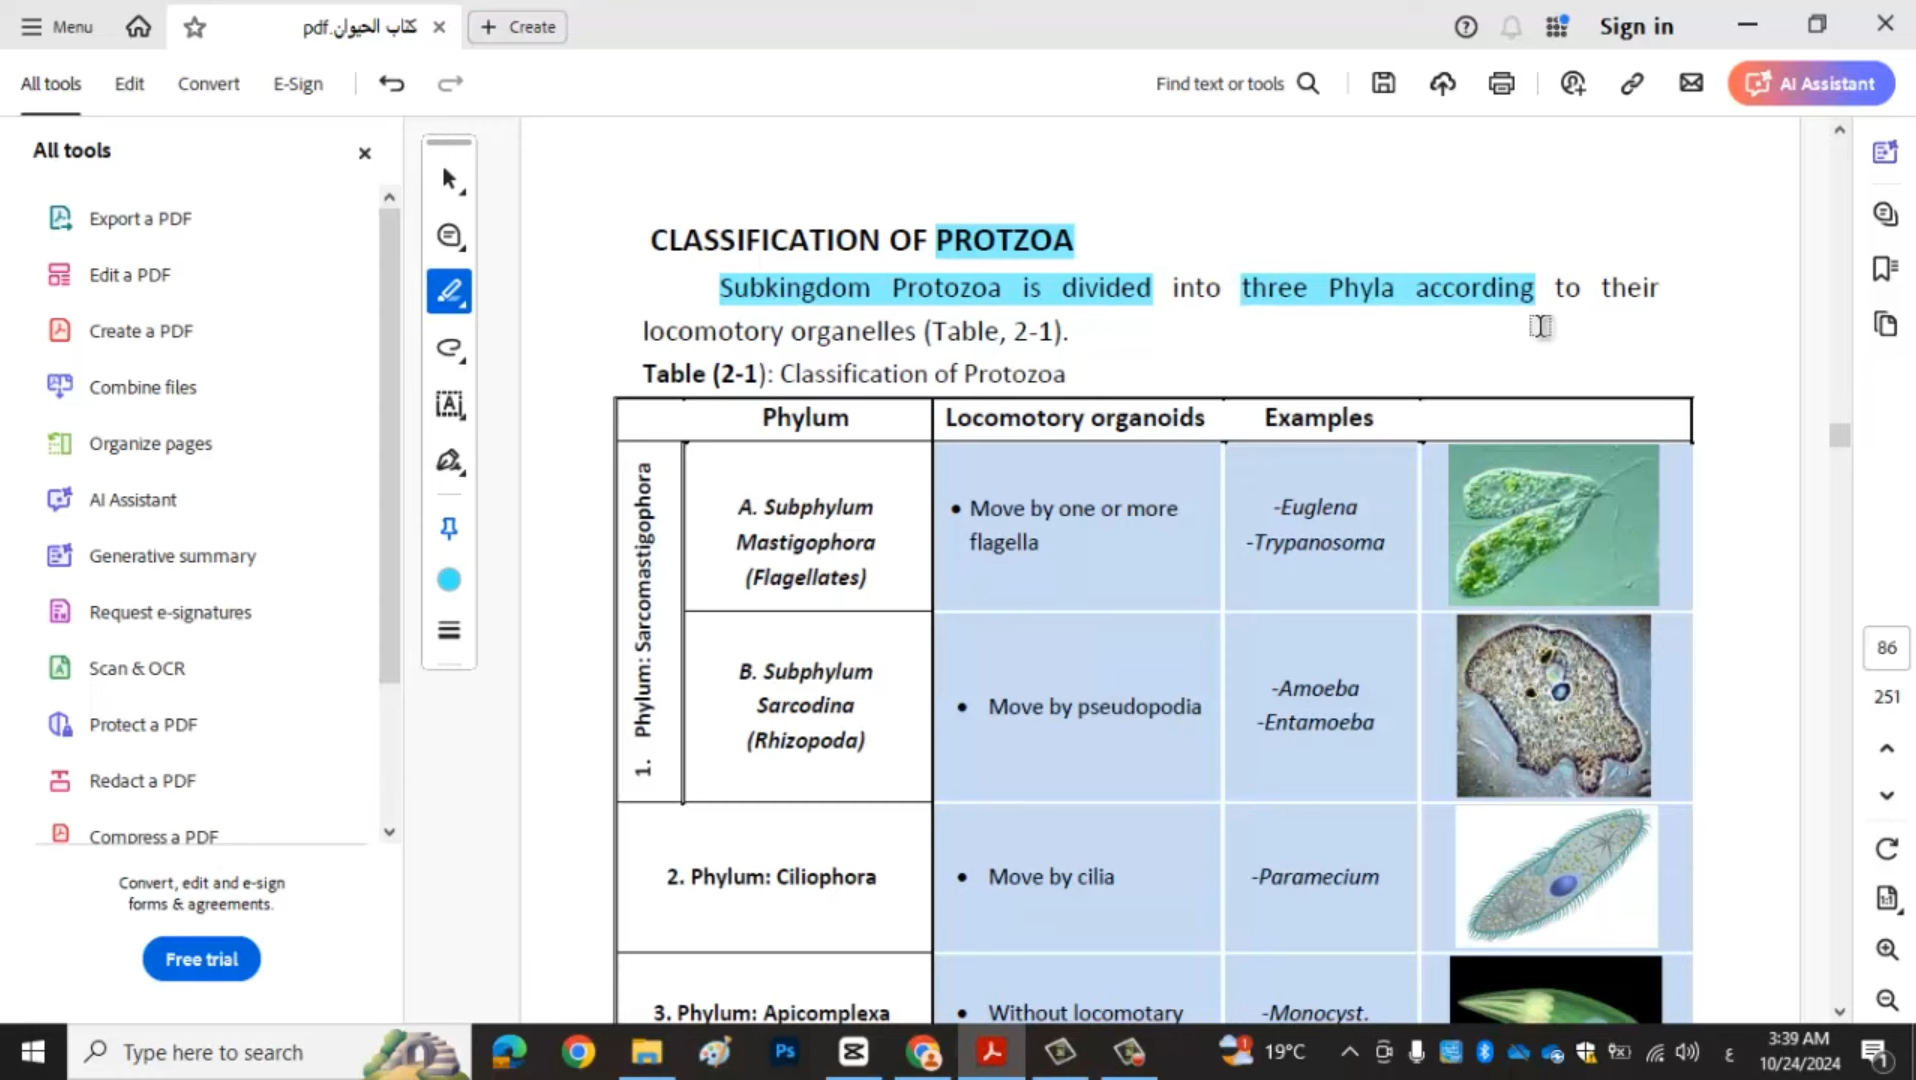 Menu
كتاب الحيوان.pdf
Create
Sign in
All tools
Edit
Convert
E-Sign
Find text or tools
AI Assistant
All tools
Export a PDF
Edit a PDF
Create a PDF
Combine files
Organize pages
AI Assistant
Generative summary
Request e-signatures
Scan & OCR
Protect a PDF
Redact a PDF
Compress a PDF
Convert, edit and e-sign
forms & agreements.
Free trial
CLASSIFICATION OF PROTZOA
Subkingdom Protozoa is divided into three Phyla according to their
locomotory organelles (Table, 2-1).
Table (2-1): Classification of Protozoa
Phylum
Locomotory organoids
Examples
1. Phylum: Sarcomastigophora
A. Subphylum
Mastigophora
(Flagellates)
• Move by one or more
flagella
-Euglena
-Trypanosoma
B. Subphylum
Sarcodina
(Rhizopoda)
• Move by pseudopodia
-Amoeba
-Entamoeba
2. Phylum: Ciliophora
• Move by cilia
-Paramecium
3. Phylum: Apicomplexa
• Without locomotary
-Monocyst.
86
251
Type here to search
Ps
19°C
ع
3:39 AM
10/24/2024
1